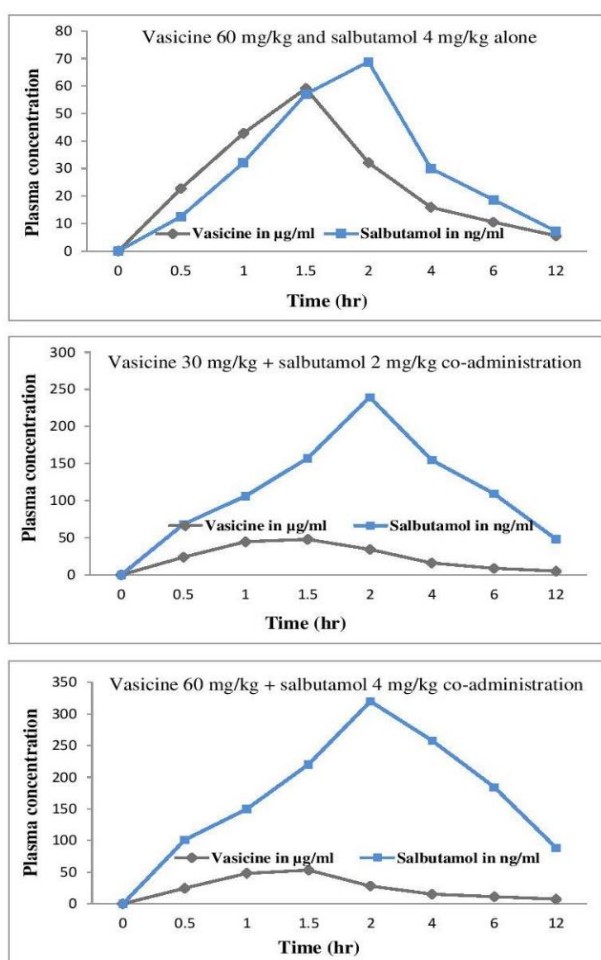 Vasicine 60 mg/kg and salbutamol 4 mg/kg alone
Plasma concentration
80
70
60
50
40
30
20
10
0
Vasicine in µg/ml Salbutamol in ng/ml
0 0.5 1 1.5 2 4 6 12
Time (hr)
Vasicine 30 mg/kg + salbutamol 2 mg/kg co-administration
Plasma concentration
300
250
200
150
100
50
0
Vasicine in µg/ml Salbutamol in ng/ml
0 0.5 1 1.5 2 4 6 12
Time (hr)
Vasicine 60 mg/kg + salbutamol 4 mg/kg co-administration
Plasma concentration
350
300
250
200
150
100
50
0
Vasicine in µg/ml Salbutamol in ng/ml
0 0.5 1 1.5 2 4 6 12
Time (hr)